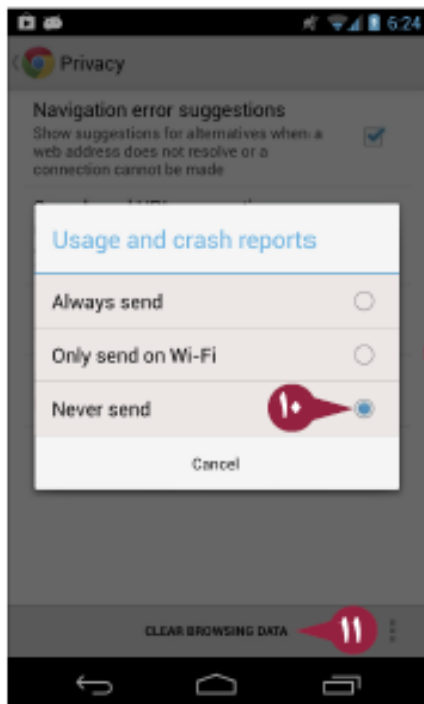 6:24
Privacy
Navigation error suggestions
Show suggestions for alternatives when a
web address does not resolve or a
connection cannot be made
Usage and crash reports
Always send
Only send on Wi-Fi
Never send
۱۰
Cancel
CLEAR BROWSING DATA
۱۱